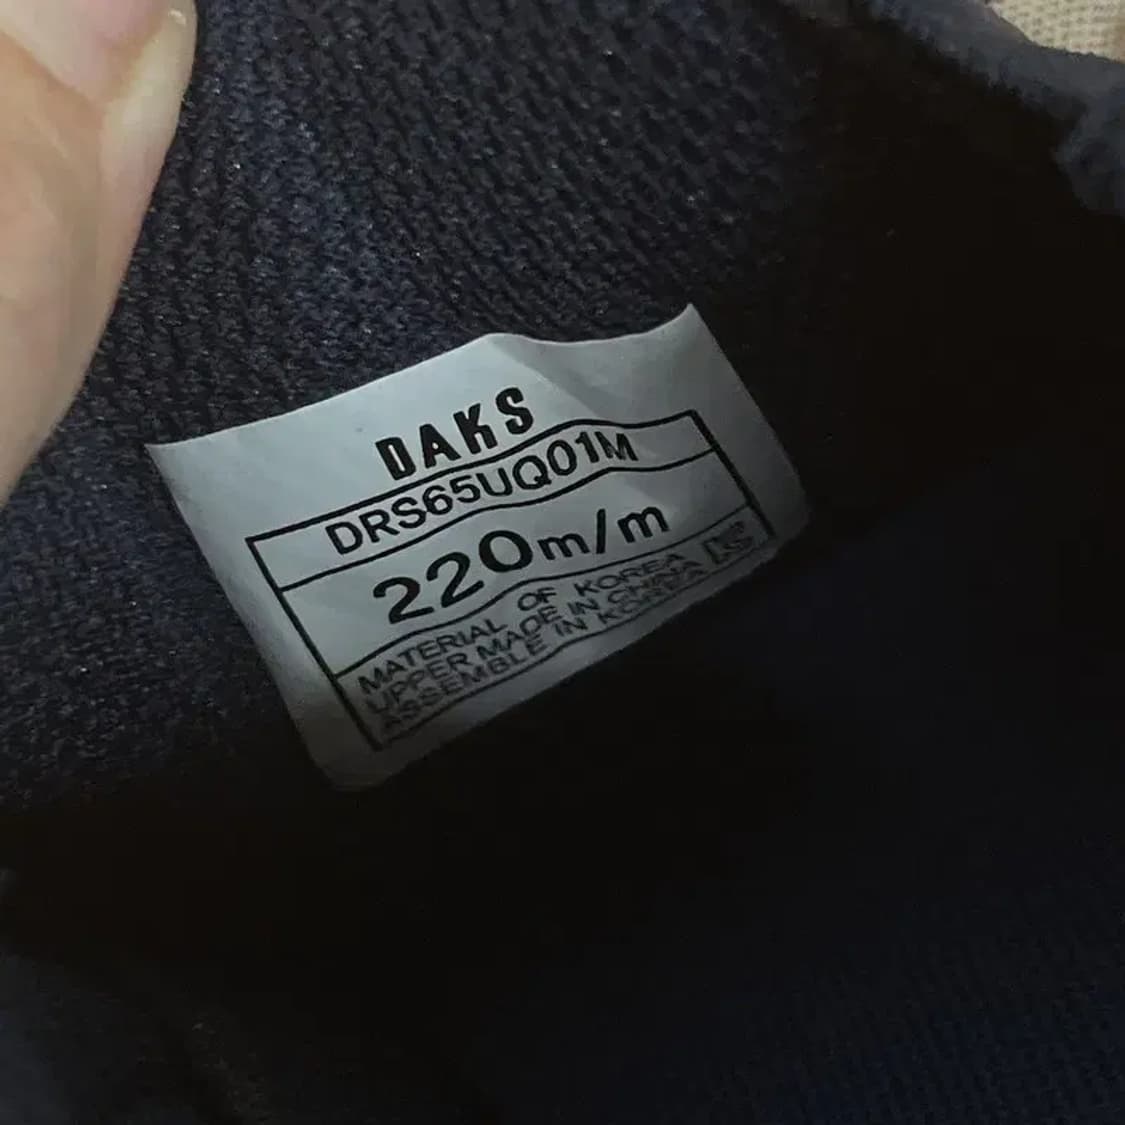 DAKS
DRS65UQ01M
220m/m
MATERIAL OF KOREA
UPPER MADE IN CHINA
ASSEMBLE IN KOREA